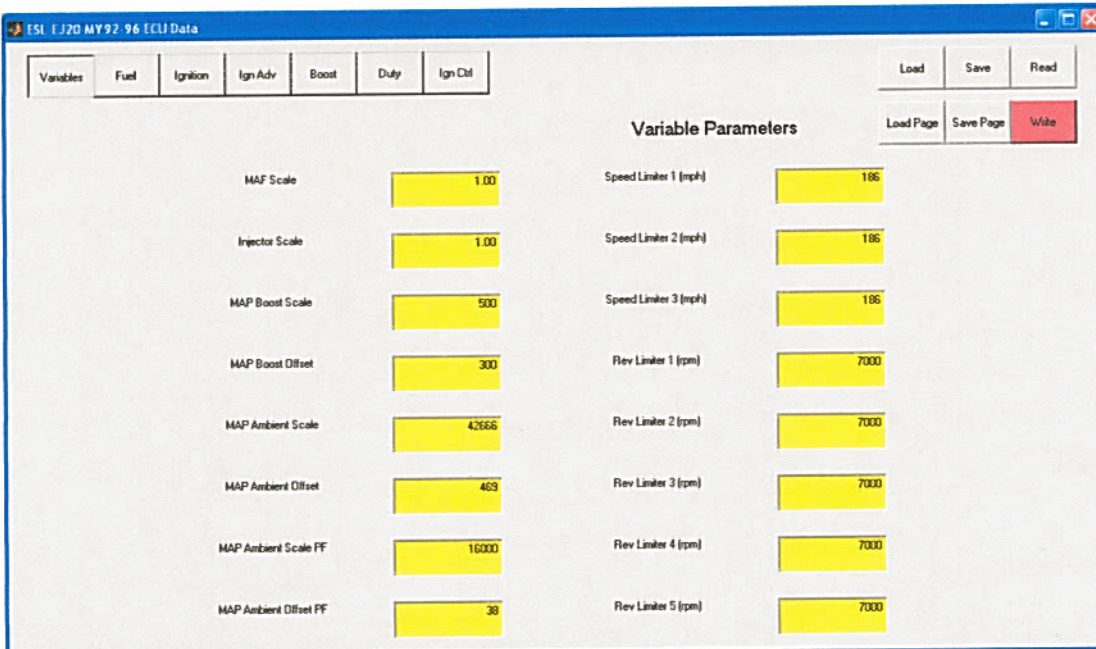 ESL EJ20 MY92-96 ECU Data
Variables Fuel Ignition Ign Adv Boost Duty Ign Ctrl Load Save Read
Load Page Save Page Write
Variable Parameters
MAF Scale 1.00 Speed Limiter 1 (mph) 186
Injector Scale 1.00 Speed Limiter 2 (mph) 186
MAP Boost Scale 500 Speed Limiter 3 (mph) 186
MAP Boost Offset 300 Rev Limiter 1 (rpm) 7000
MAP Ambient Scale 42666 Rev Limiter 2 (rpm) 7000
MAP Ambient Offset 469 Rev Limiter 3 (rpm) 7000
MAP Ambient Scale PF 16000 Rev Limiter 4 (rpm) 7000
MAP Ambient Offset PF 38 Rev Limiter 5 (rpm) 7000